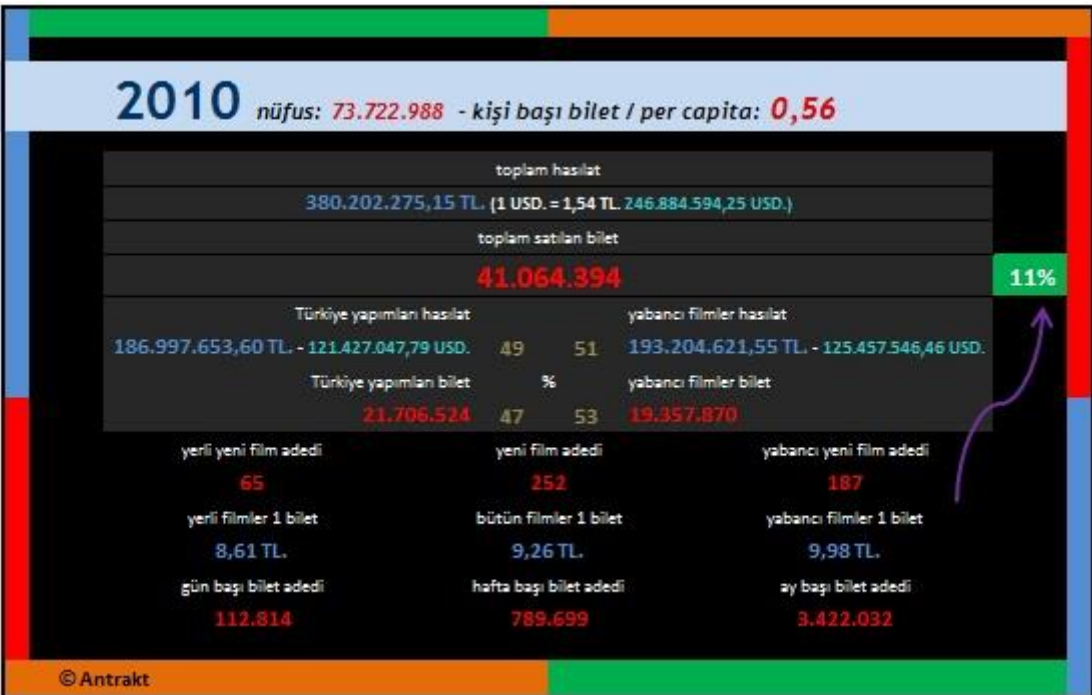 2010 nüfus: 73.722.988 - kişi başı bilet / per capita: 0,56
toplam hasılat
380.202.275,15 TL. (1 USD. = 1,54 TL. 246.884.594,25 USD.)
toplam satılan bilet
41.064.394 11%
Türkiye yapımları hasılat yabancı filmler hasılat
186.997.653,60 TL. - 121.427.047,79 USD. 49 51 193.204.621,55 TL. - 125.457.546,46 USD.
Türkiye yapımları bilet % yabancı filmler bilet
21.706.524 47 53 19.357.870
yerli yeni film adedi yeni film adedi yabancı yeni film adedi
65 252 187
yerli filmler 1 bilet bütün filmler 1 bilet yabancı filmler 1 bilet
8,61 TL. 9,26 TL. 9,98 TL.
gün başı bilet adedi hafta başı bilet adedi ay başı bilet adedi
112.814 789.699 3.422.032
© Antrakt